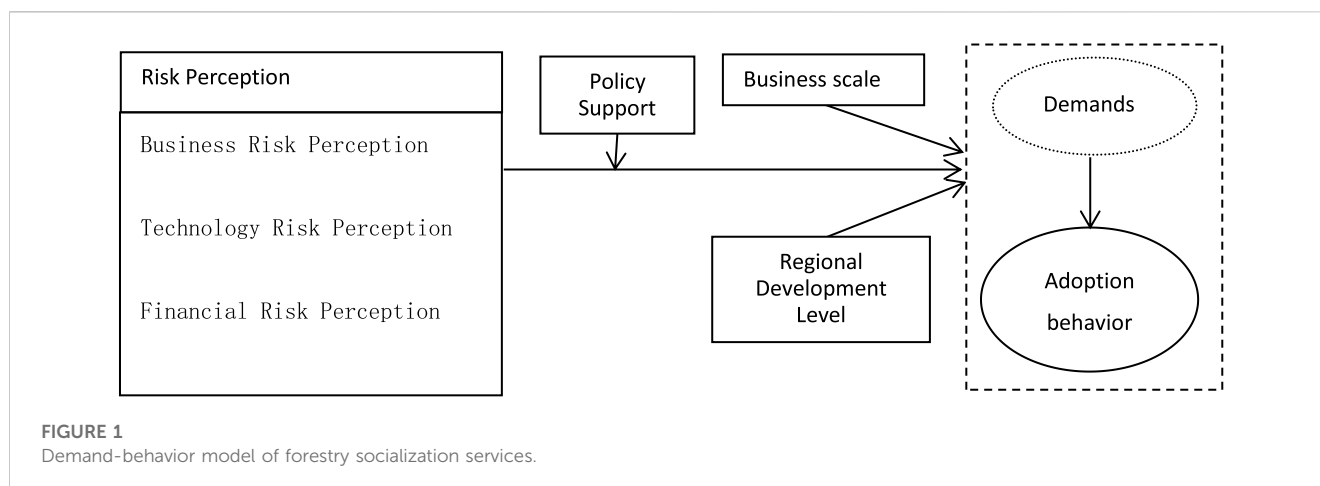 Risk Perception
Business Risk Perception
Technology Risk Perception
Financial Risk Perception
Policy
Support
Business scale
Regional
Development
Level
Demands
Adoption
behavior
FIGURE 1
Demand-behavior model of forestry socialization services.